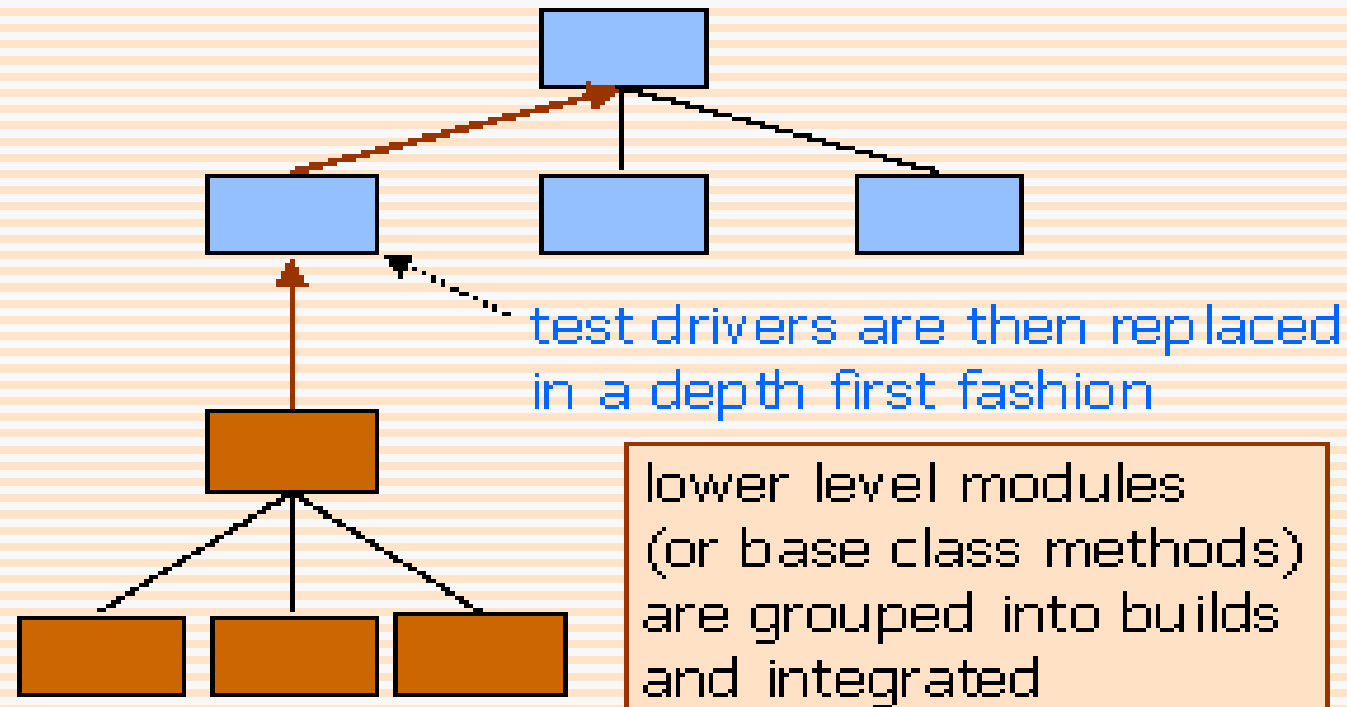 test drivers are then replaced
in a depth first fashion
lower level modules
(or base class methods)
are grouped into builds
and integrated